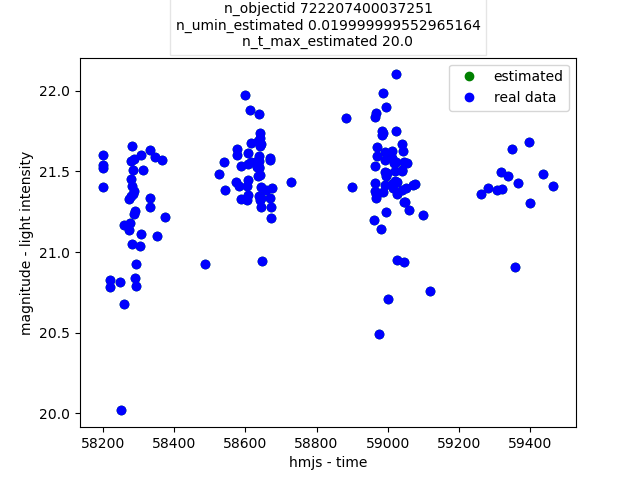 n_objectid 722207400037251
n_umin_estimated 0.019999999552965164
n_t_max_estimated 20.0
estimated
real data
22.0
21.5
21.0
20.5
20.0
magnitude - light intensity
58200 58400 58600 58800 59000 59200 59400
hmjs - time